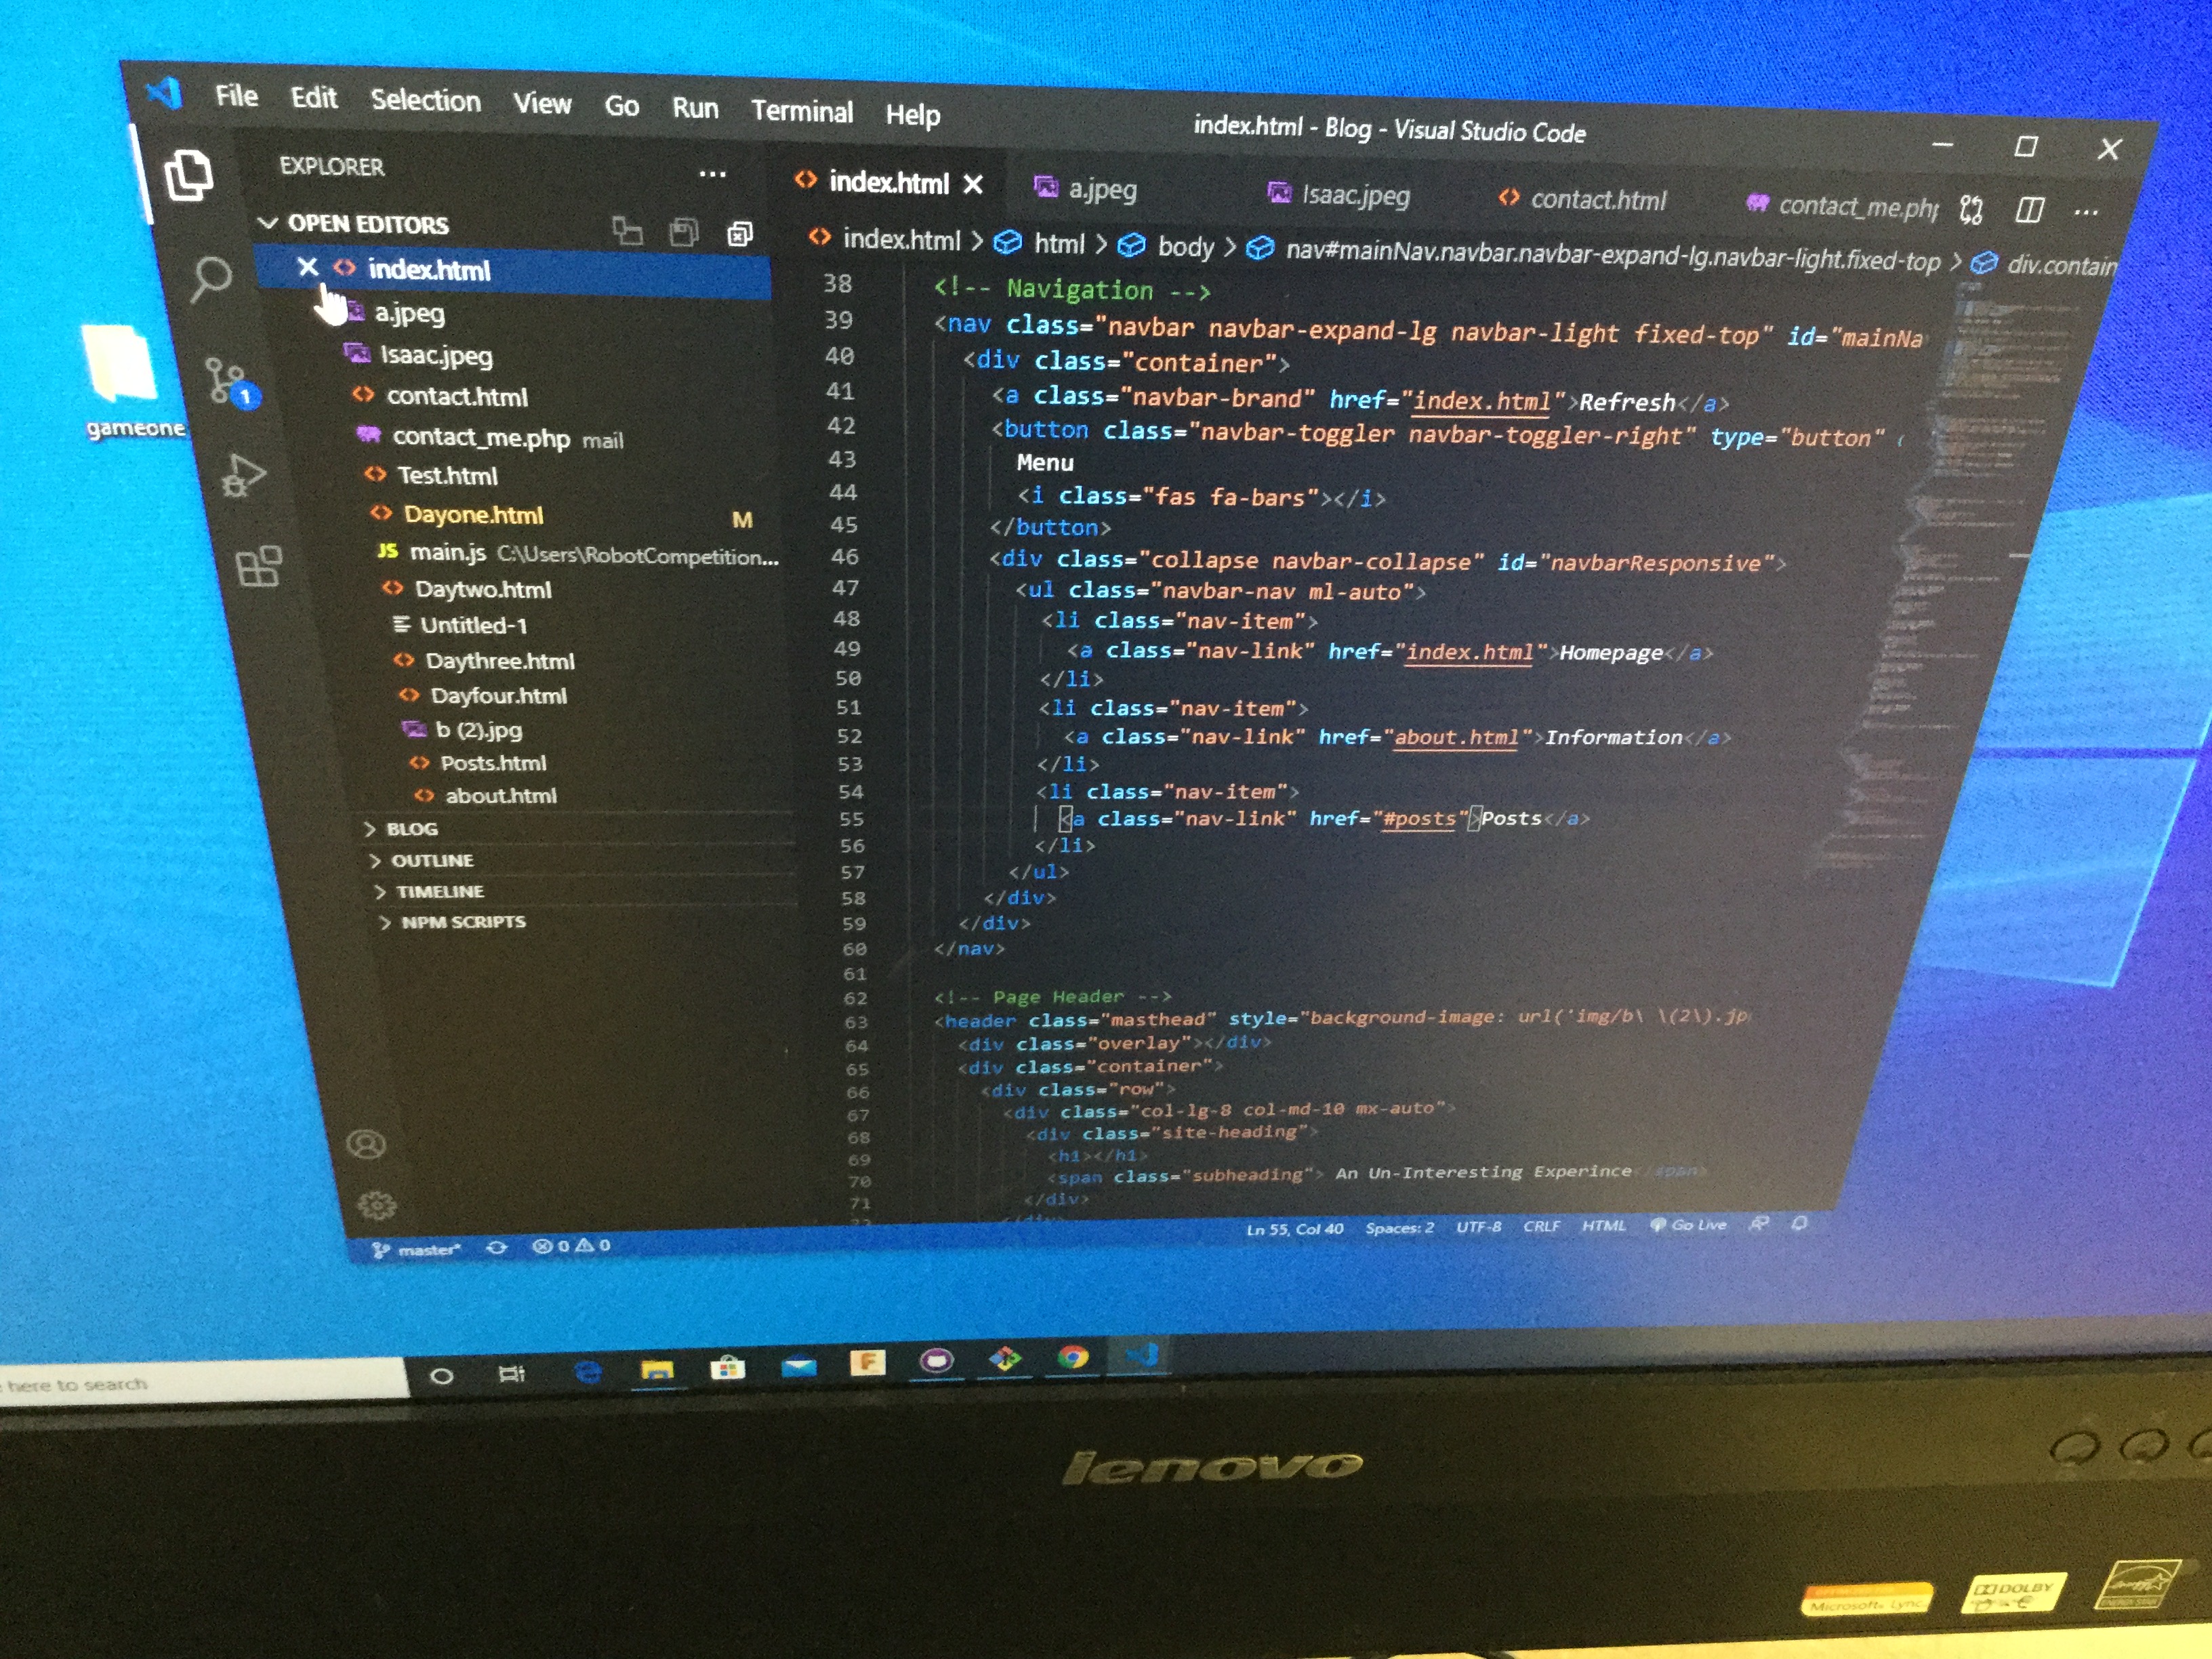 File Edit Selection View Go Run Terminal Help
index.html - Blog - Visual Studio Code
EXPLORER
OPEN EDITORS
index.html
a.jpeg
Isaac.jpeg
contact.html
contact_me.php mail
Test.html
Dayone.html M
JS main.js C:\Users\RobotCompetition...
Daytwo.html
Untitled-1
Daythree.html
Dayfour.html
b (2).jpg
Posts.html
about.html
BLOG
OUTLINE
TIMELINE
NPM SCRIPTS
1
gameone
index.html a.jpeg Isaac.jpeg contact.html contact_me.php
index.html > html > body > nav#mainNav.navbar.navbar-expand-lg.navbar-light.fixed-top > div.contain
38 <!-- Navigation -->
39 <nav class="navbar navbar-expand-lg navbar-light fixed-top" id="mainNa
40 <div class="container">
41 <a class="navbar-brand" href="index.html">Refresh</a>
42 <button class="navbar-toggler navbar-toggler-right" type="button"
43 Menu
44 <i class="fas fa-bars"></i>
45 </button>
46 <div class="collapse navbar-collapse" id="navbarResponsive">
47 <ul class="navbar-nav ml-auto">
48 <li class="nav-item">
49 <a class="nav-link" href="index.html">Homepage</a>
50 </li>
51 <li class="nav-item">
52 <a class="nav-link" href="about.html">Information</a>
53 </li>
54 <li class="nav-item">
55 <a class="nav-link" href="#posts">Posts</a>
56 </li>
57 </ul>
58 </div>
59 </div>
60 </nav>
61
62 <!-- Page Header -->
63 <header class="masthead" style="background-image: url('img/b\ \(2\).jp
64 <div class="overlay"></div>
65 <div class="container">
66 <div class="row">
67 <div class="col-lg-8 col-md-10 mx-auto">
68 <div class="site-heading">
69 <h1></h1>
70 <span class="subheading"> An Un-Interesting Experince</span>
71 </div>
master* 0 0 Ln 55, Col 40 Spaces: 2 UTF-8 CRLF HTML Go Live
here to search
lenovo
Microsoft Lync
DOLBY
ENERGY STAR